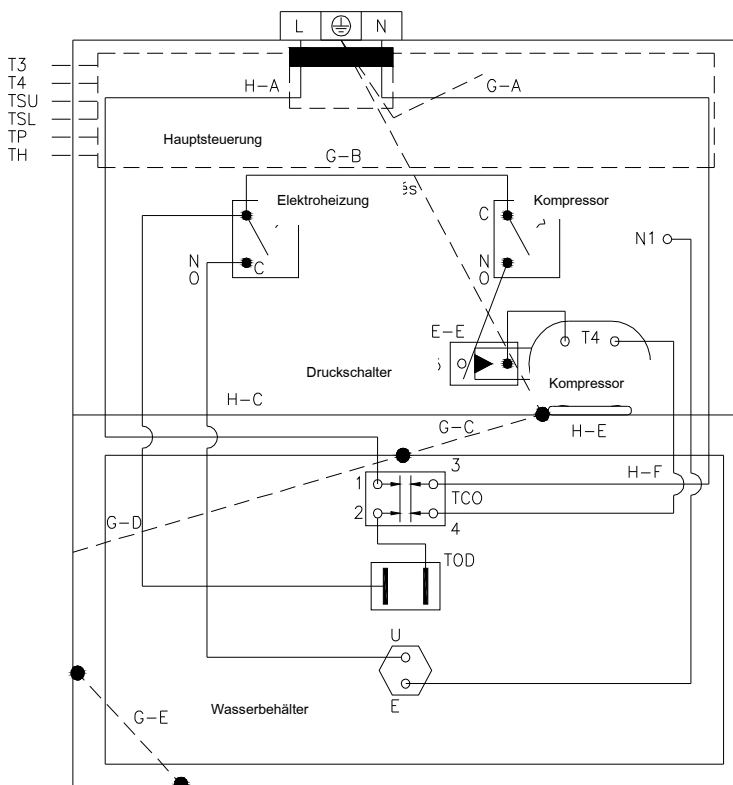 L N
T3
T4
TSU
TSL
TP
TH
H-A
G-A
Hauptsteuerung
G-B
Elektroheizung
és
Kompressor
C
N1
N
O
C
N
O
E-E
T4
Druckschalter
Kompressor
H-C
G-C
H-E
3
H-F
1
TCO
2
4
G-D
TOD
U
E
Wasserbehälter
G-E